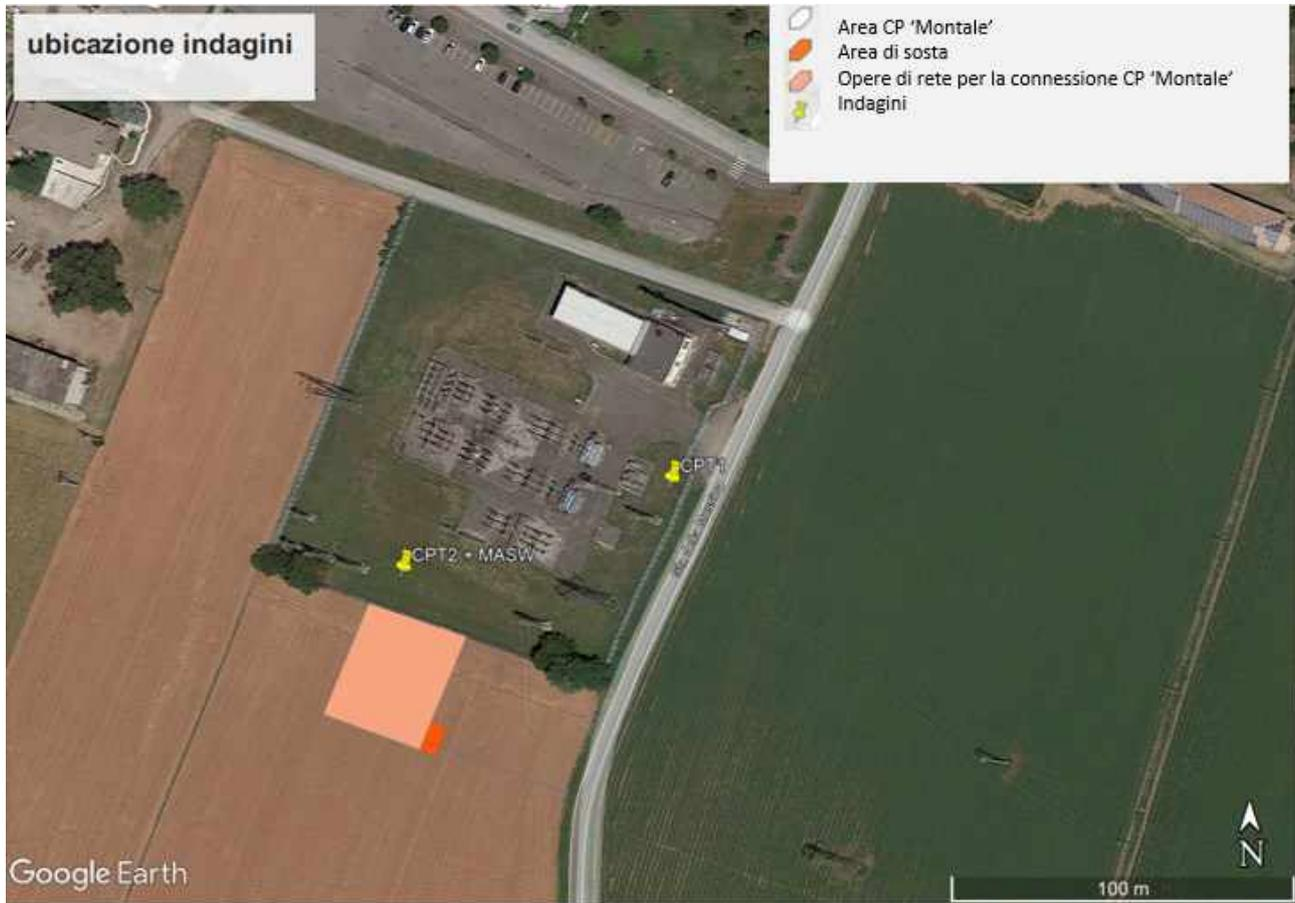 ubicazione indagini
Area CP ‘Montale’
Area di sosta
Opere di rete per la connessione CP ‘Montale’
Indagini
CPT1
CPT2 + MASW
Google Earth
N
100 m